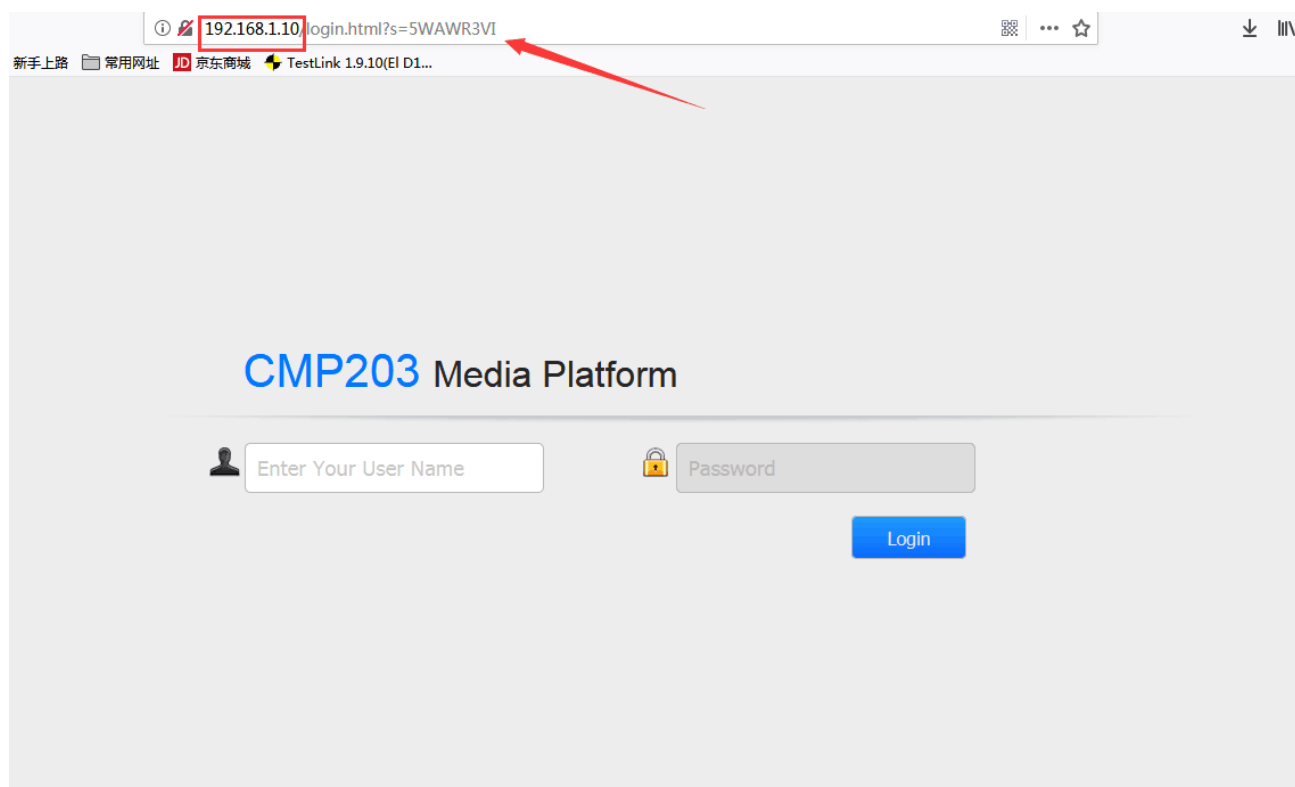 192.168.1.10/login.html?s=5WAWR3VI
新手上路 常用网址 JD 京东商城 TestLink 1.9.10(El D1...
CMP203 Media Platform
Enter Your User Name Password
Login